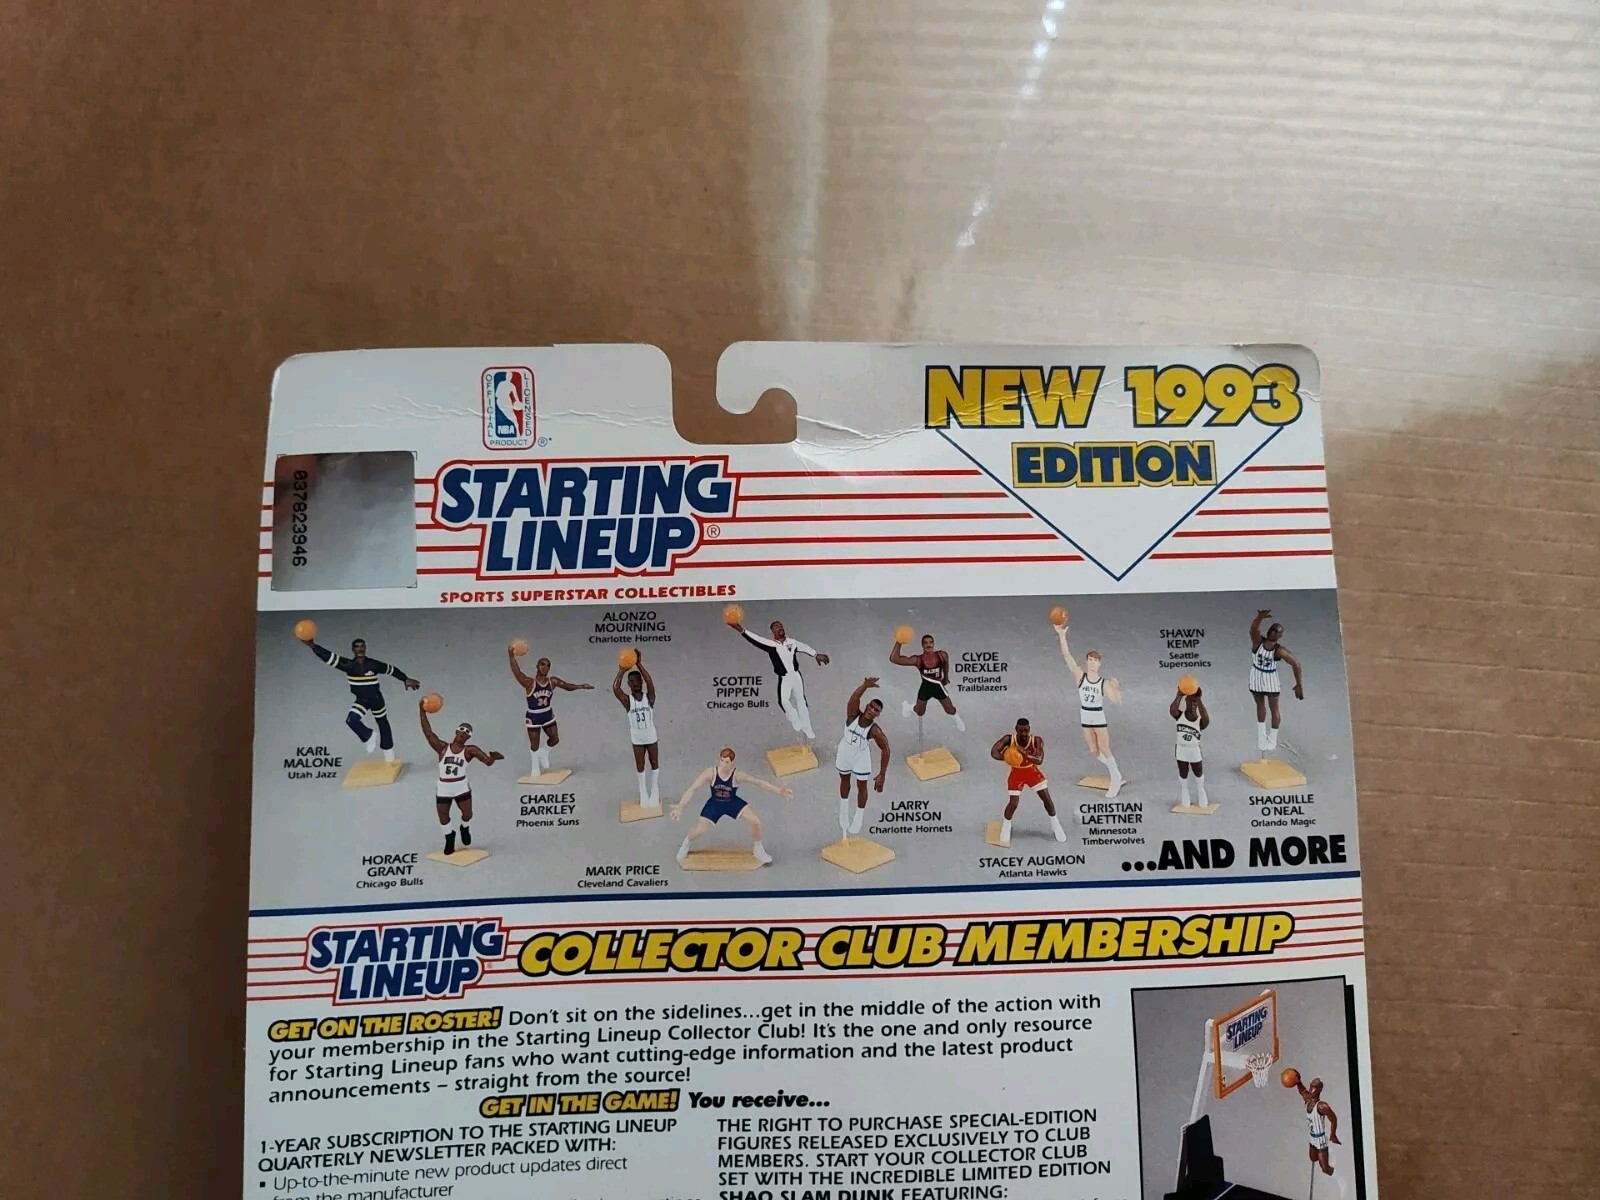 OFFICIAL LICENSED
NBA
PRODUCT ®
NEW 1993
EDITION
037823946
STARTING
LINEUP ®
SPORTS SUPERSTAR COLLECTIBLES
KARL
MALONE
Utah Jazz
HORACE
GRANT
Chicago Bulls
BULLS
54
CHARLES
BARKLEY
Phoenix Suns
34
ALONZO
MOURNING
Charlotte Hornets
33
MARK PRICE
Cleveland Cavaliers
SCOTTIE
PIPPEN
Chicago Bulls
LARRY
JOHNSON
Charlotte Hornets
2
CLYDE
DREXLER
Portland
Trailblazers
STACEY AUGMON
Atlanta Hawks
CHRISTIAN
LAETTNER
Minnesota
Timberwolves
32
SHAWN
KEMP
Seattle
Supersonics
SONICS
40
SHAQUILLE
O'NEAL
Orlando Magic
...AND MORE
STARTING
LINEUP
COLLECTOR CLUB MEMBERSHIP
GET ON THE ROSTER! Don't sit on the sidelines...get in the middle of the action with
your membership in the Starting Lineup Collector Club! It's the one and only resource
for Starting Lineup fans who want cutting-edge information and the latest product
announcements – straight from the source!
GET IN THE GAME! You receive...
1-YEAR SUBSCRIPTION TO THE STARTING LINEUP
QUARTERLY NEWSLETTER PACKED WITH:
▪ Up-to-the-minute new product updates direct
from the manufacturer
THE RIGHT TO PURCHASE SPECIAL-EDITION
FIGURES RELEASED EXCLUSIVELY TO CLUB
MEMBERS. START YOUR COLLECTOR CLUB
SET WITH THE INCREDIBLE LIMITED EDITION
SHAQ SLAM DUNK FEATURING:
STARTING
LINEUP